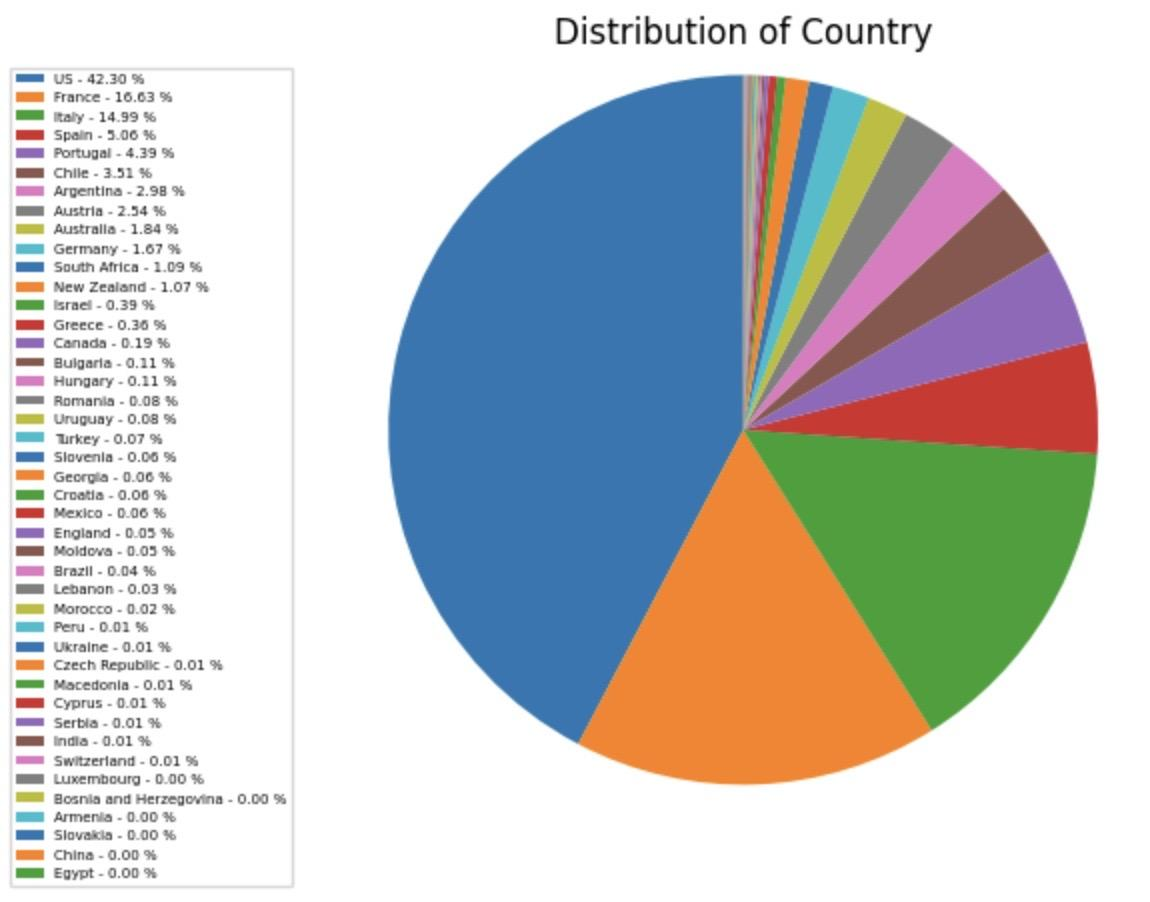 Distribution of Country
US - 42.30 %
France - 16.63 %
Italy - 14.99 %
Spain - 5.06 %
Portugal - 4.39 %
Chile - 3.51 %
Argentina - 2.98 %
Austria - 2.54 %
Australia - 1.84 %
Germany - 1.67 %
South Africa - 1.09 %
New Zealand - 1.07 %
Israel - 0.39 %
Greece - 0.36 %
Canada - 0.19 %
Bulgaria - 0.11 %
Hungary - 0.11 %
Romania - 0.08 %
Uruguay - 0.08 %
Turkey - 0.07 %
Slovenia - 0.06 %
Georgia - 0.06 %
Croatia - 0.06 %
Mexico - 0.06 %
England - 0.05 %
Moldova - 0.05 %
Brazil - 0.04 %
Lebanon - 0.03 %
Morocco - 0.02 %
Peru - 0.01 %
Ukraine - 0.01 %
Czech Republic - 0.01 %
Macedonia - 0.01 %
Cyprus - 0.01 %
Serbia - 0.01 %
India - 0.01 %
Switzerland - 0.01 %
Luxembourg - 0.00 %
Bosnia and Herzegovina - 0.00 %
Armenia - 0.00 %
Slovakia - 0.00 %
China - 0.00 %
Egypt - 0.00 %